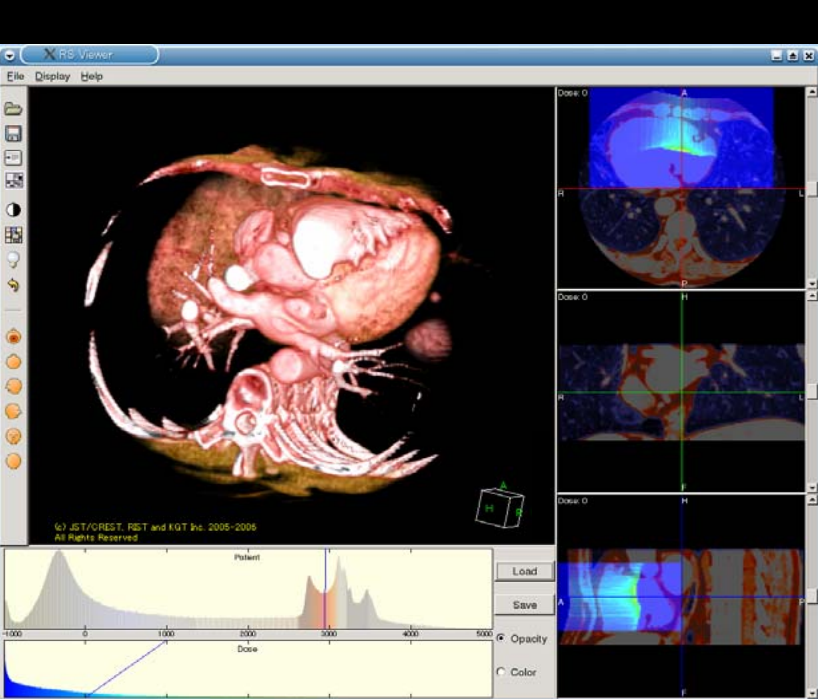 RS Viewer
File Display Help
Dose: 0
A
R
L
P
Dose: 0
H
R
L
F
Dose: 0
H
A
P
F
A
H
R
(c) JST/CREST, RIST and KGT Inc. 2005-2006
All Rights Reserved
Patient
-1000 0 1000 2000 3000 4000 5000
Dose
Load
Save
Opacity
Color